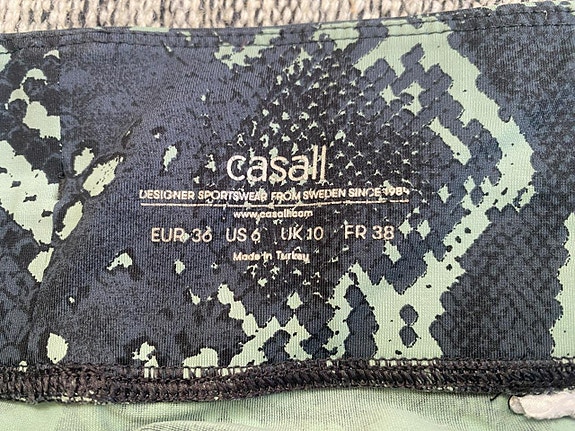 casall
DESIGNER SPORTSWEAR FROM SWEDEN SINCE 1984
www.casall.com
EUR 36 US 6 UK 10 FR 38
Made in Turkey